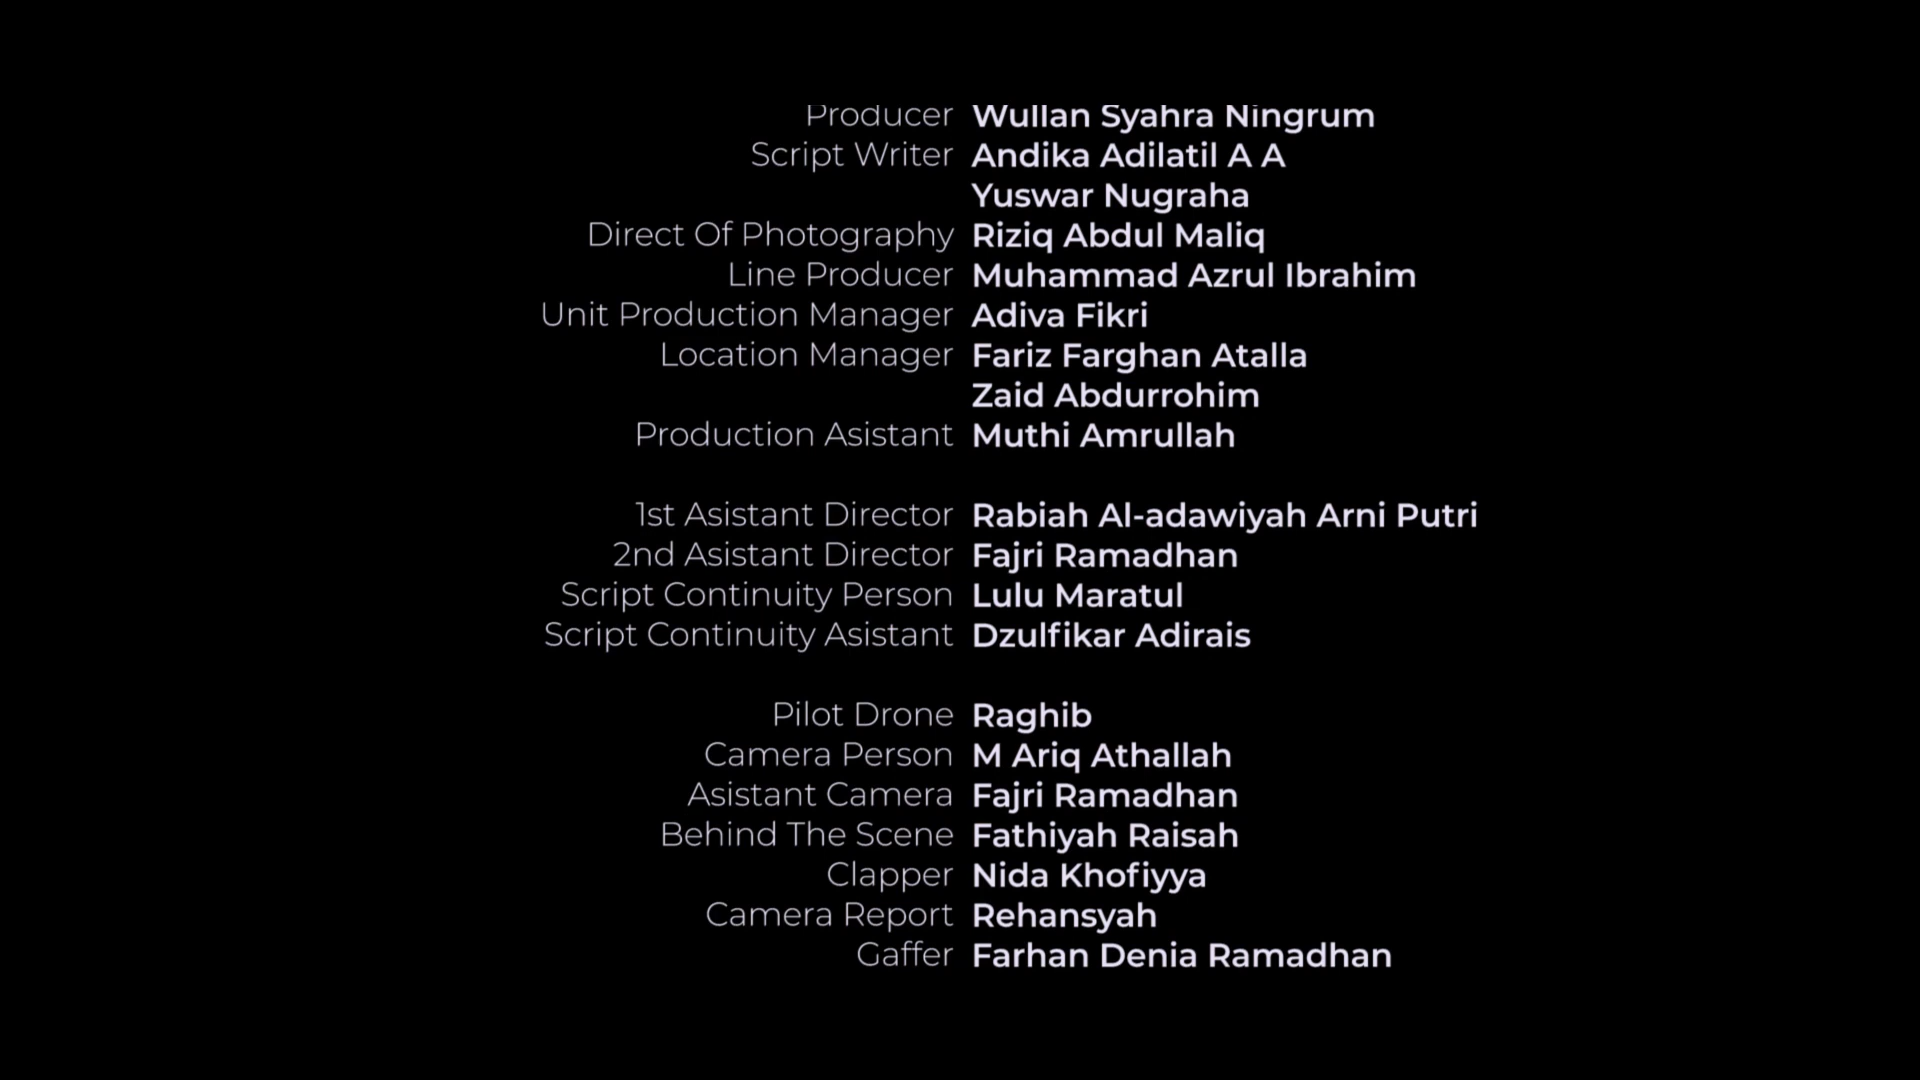 Producer Wullan Syahra Ningrum
Script Writer Andika Adilatil A A
Yuswar Nugraha
Direct Of Photography Riziq Abdul Maliq
Line Producer Muhammad Azrul Ibrahim
Unit Production Manager Adiva Fikri
Location Manager Fariz Farghan Atalla
Zaid Abdurrohim
Production Asistant Muthi Amrullah
1st Asistant Director Rabiah Al-adawiyah Arni Putri
2nd Asistant Director Fajri Ramadhan
Script Continuity Person Lulu Maratul
Script Continuity Asistant Dzulfikar Adirais
Pilot Drone Raghib
Camera Person M Ariq Athallah
Asistant Camera Fajri Ramadhan
Behind The Scene Fathiyah Raisah
Clapper Nida Khofiyya
Camera Report Rehansyah
Gaffer Farhan Denia Ramadhan